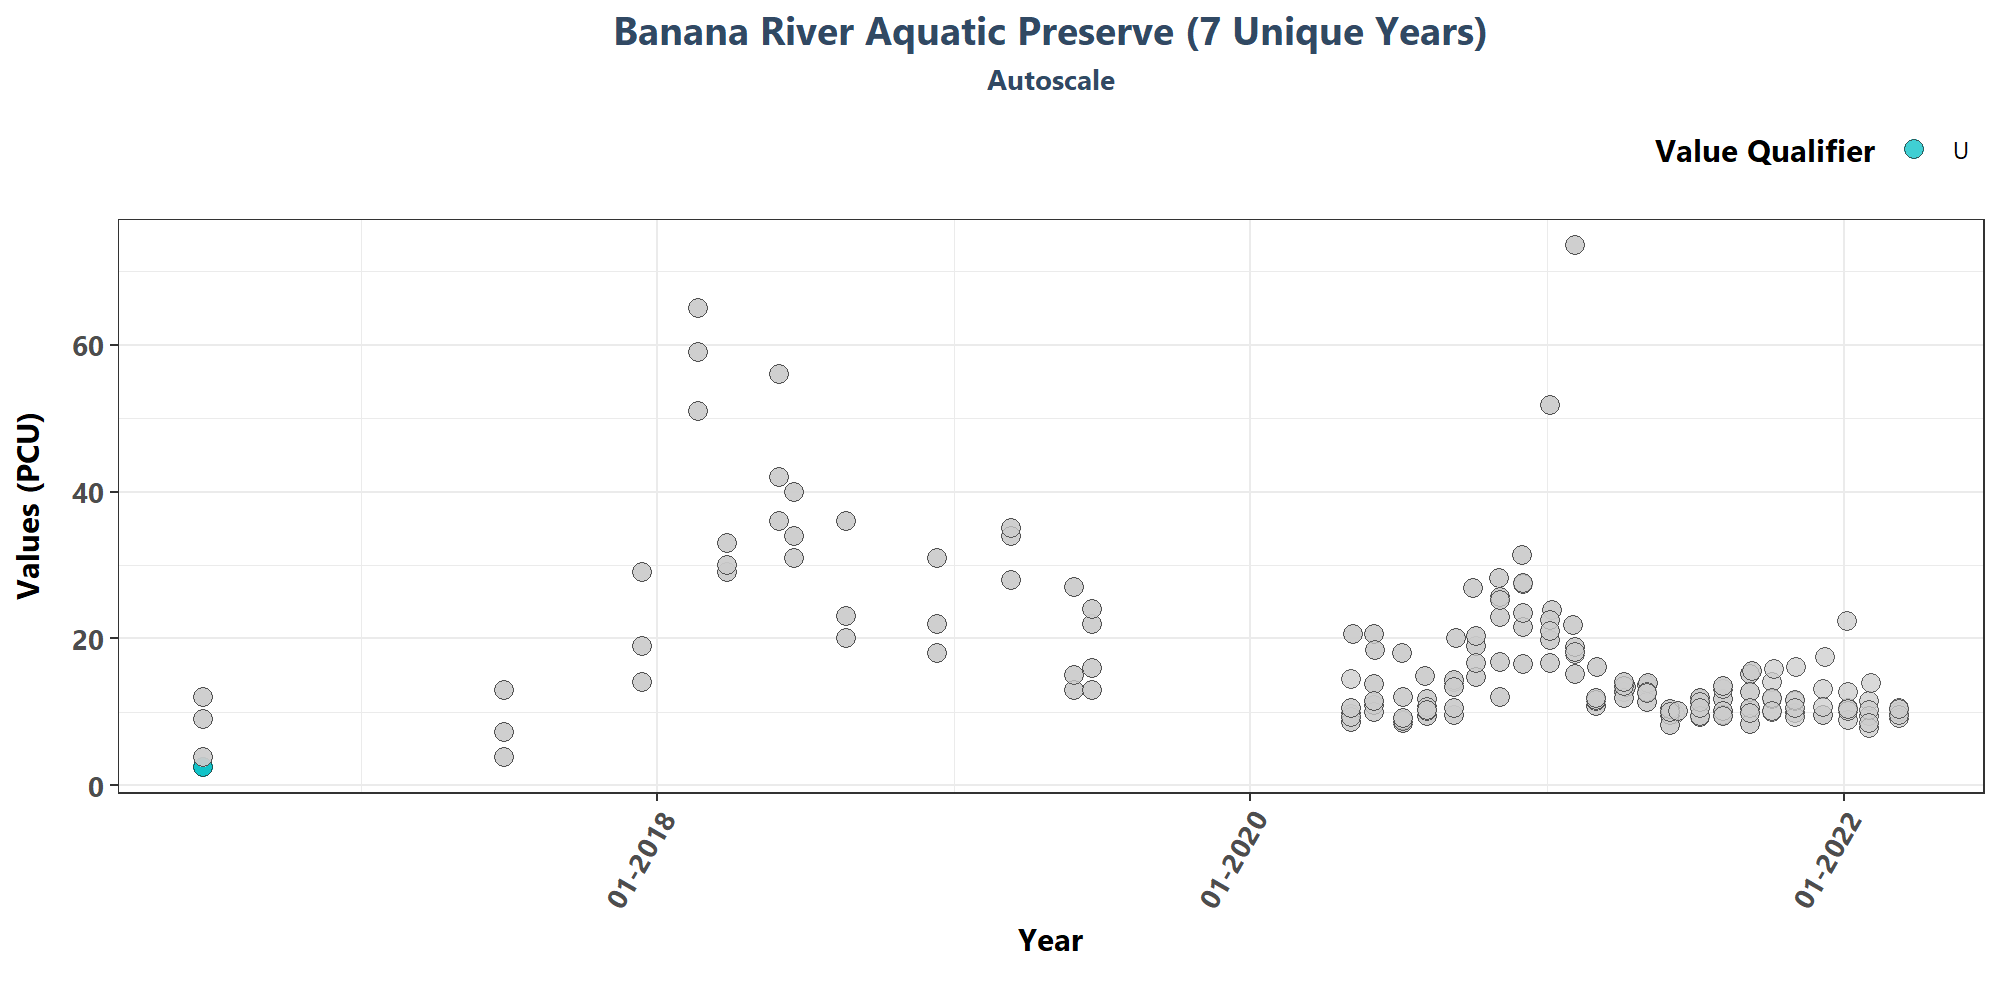 Banana River Aquatic Preserve (7 Unique Years)
Autoscale
Value Qualifier U
Values (PCU)
60
40
20
0
01-2018
01-2020
01-2022
Year